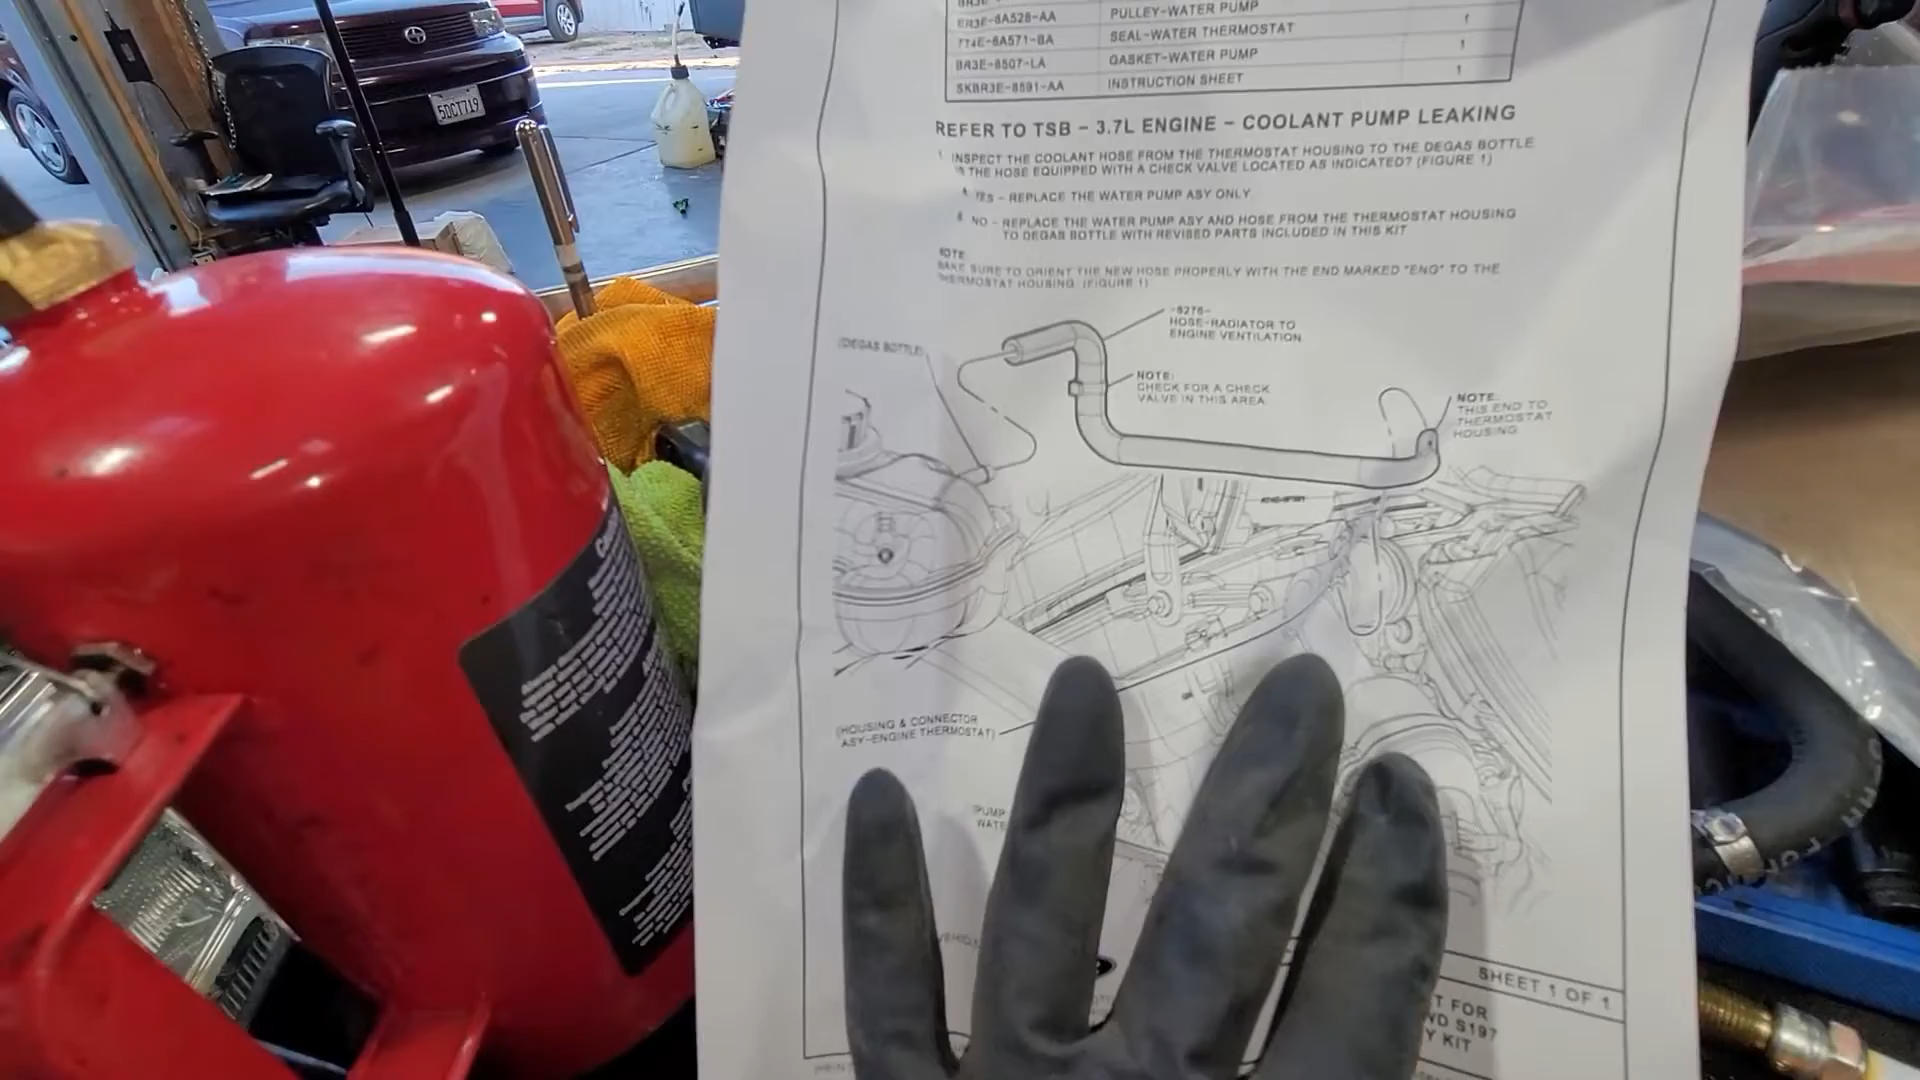 5DCT719
ER3E-8A528-AA PULLEY-WATER PUMP 1
7T4E-8A571-BA SEAL-WATER THERMOSTAT 1
BR3E-8507-LA GASKET-WATER PUMP 1
SKBR3E-8591-AA INSTRUCTION SHEET 1
REFER TO TSB - 3.7L ENGINE - COOLANT PUMP LEAKING
INSPECT THE COOLANT HOSE FROM THE THERMOSTAT HOUSING TO THE DEGAS BOTTLE
THE HOSE EQUIPPED WITH A CHECK VALVE LOCATED AS INDICATED? (FIGURE 1)
YES - REPLACE THE WATER PUMP ASY ONLY
NO - REPLACE THE WATER PUMP ASY AND HOSE FROM THE THERMOSTAT HOUSING
TO DEGAS BOTTLE WITH REVISED PARTS INCLUDED IN THIS KIT
NOTE
MAKE SURE TO ORIENT THE NEW HOSE PROPERLY WITH THE END MARKED "ENG" TO THE
THERMOSTAT HOUSING. (FIGURE 1)
-8276-
HOSE-RADIATOR TO
ENGINE VENTILATION
(DEGAS BOTTLE)
NOTE:
CHECK FOR A CHECK
VALVE IN THIS AREA
NOTE:
THIS END TO
THERMOSTAT
HOUSING
(HOUSING & CONNECTOR
ASY-ENGINE THERMOSTAT)
PUMP
WATE
SHEET 1 OF 1
T FOR
WD S197
Y KIT